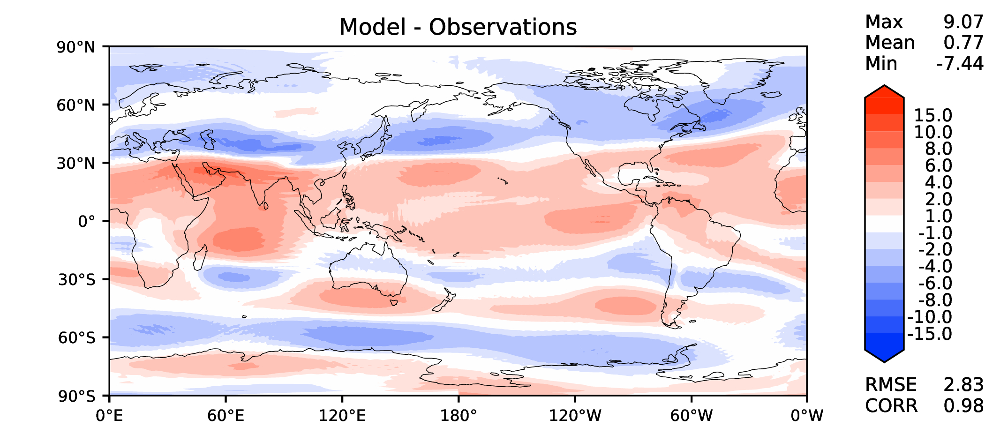 Model - Observations
Max 9.07
Mean 0.77
Min -7.44
90°N
60°N
30°N
0°
30°S
60°S
90°S
0°E 60°E 120°E 180° 120°W 60°W 0°W
15.0
10.0
8.0
6.0
4.0
2.0
1.0
-1.0
-2.0
-4.0
-6.0
-8.0
-10.0
-15.0
RMSE 2.83
CORR 0.98